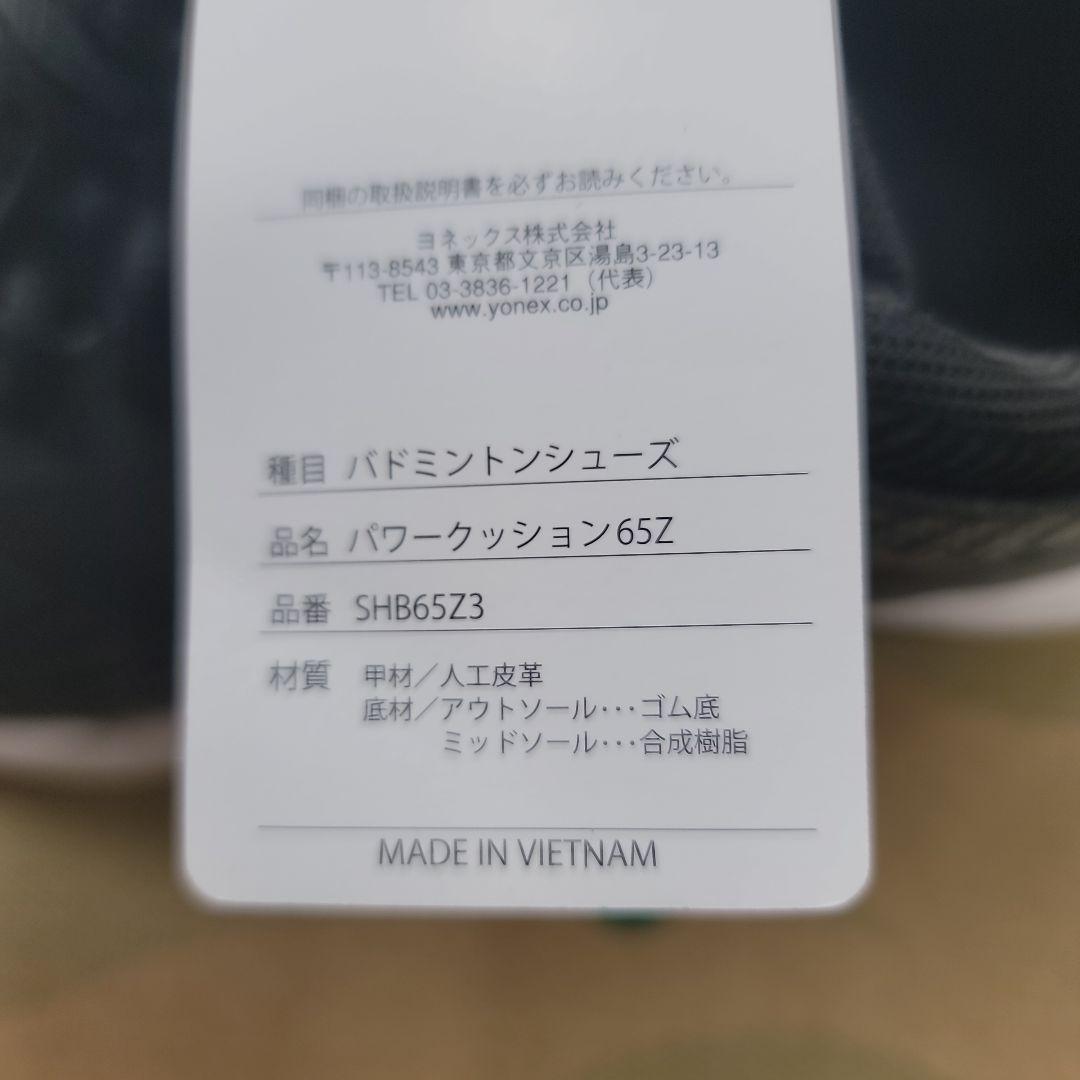 同梱の取扱説明書を必ずお読みください。
ヨネックス株式会社
〒113-8543 東京都文京区湯島3-23-13
TEL 03-3836-1221（代表）
www.yonex.co.jp
種目 バドミントンシューズ
品名 パワークッション65Z
品番 SHB65Z3
材質 甲材／人工皮革
底材／アウトソール･･･ゴム底
ミッドソール･･･合成樹脂
MADE IN VIETNAM